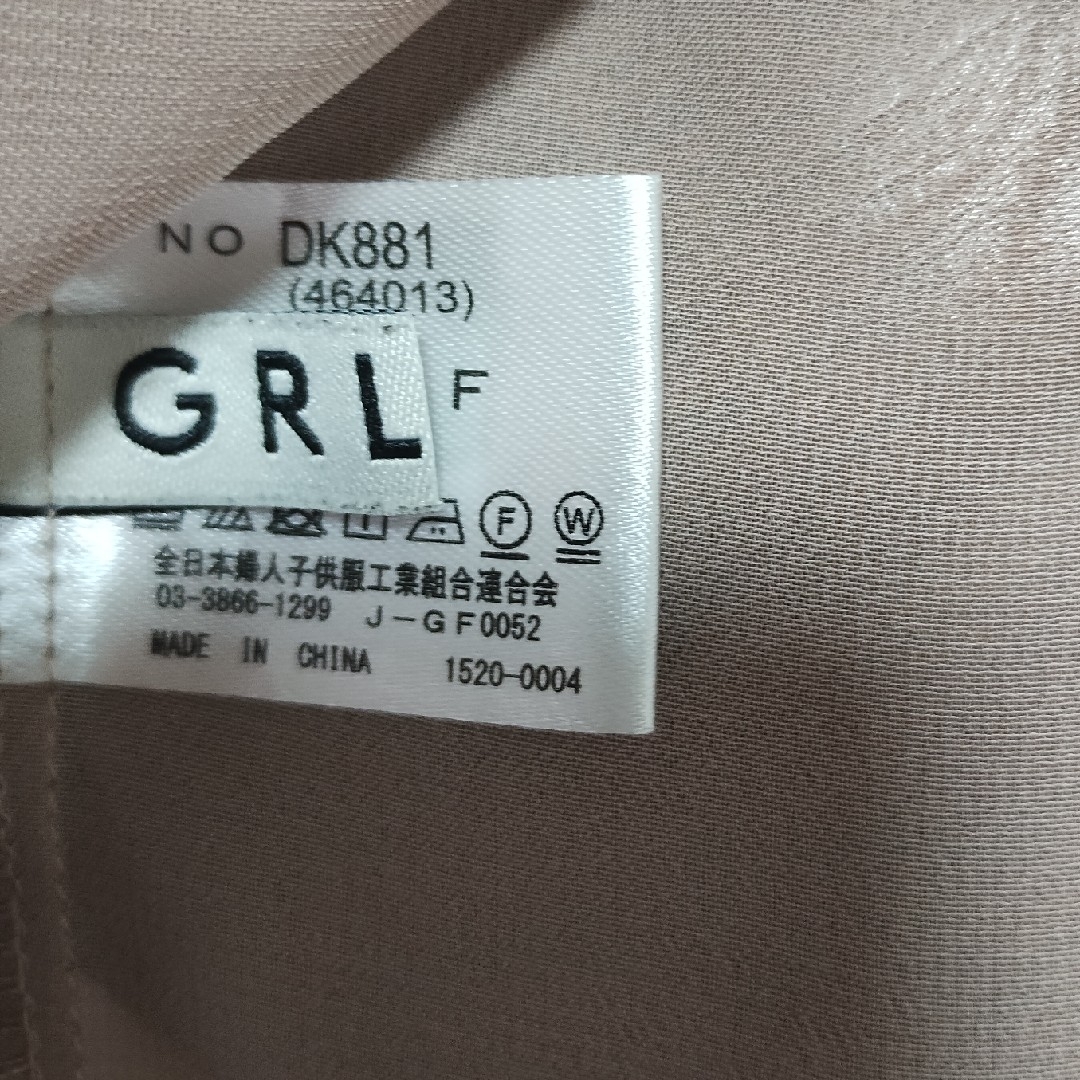 NO DK881
(464013)
GRL F
F W
全日本婦人子供服工業組合連合会
03-3866-1299 J-GF0052
MADE IN CHINA 1520-0004